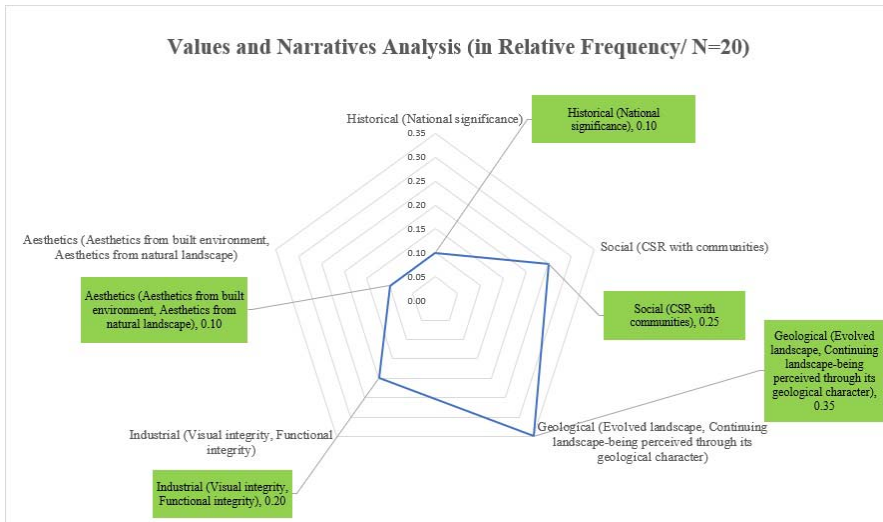 Values and Narratives Analysis (in Relative Frequency/ N=20)
Historical (National significance)
Historical (National
significance), 0.10
0.35
0.30
0.25
0.20
0.15
0.10
0.05
0.00
Aesthetics (Aesthetics from built environment,
Aesthetics from natural landscape)
Social (CSR with communities)
Aesthetics (Aesthetics from built
environment, Aesthetics from
natural landscape), 0.10
Social (CSR with
communities), 0.25
Geological (Evolved
landscape, Continuing
landscape-being
perceived through its
geological character),
0.35
Industrial (Visual integrity, Functional
integrity)
Geological (Evolved landscape, Continuing
landscape-being perceived through its
geological character)
Industrial (Visual integrity,
Functional integrity), 0.20